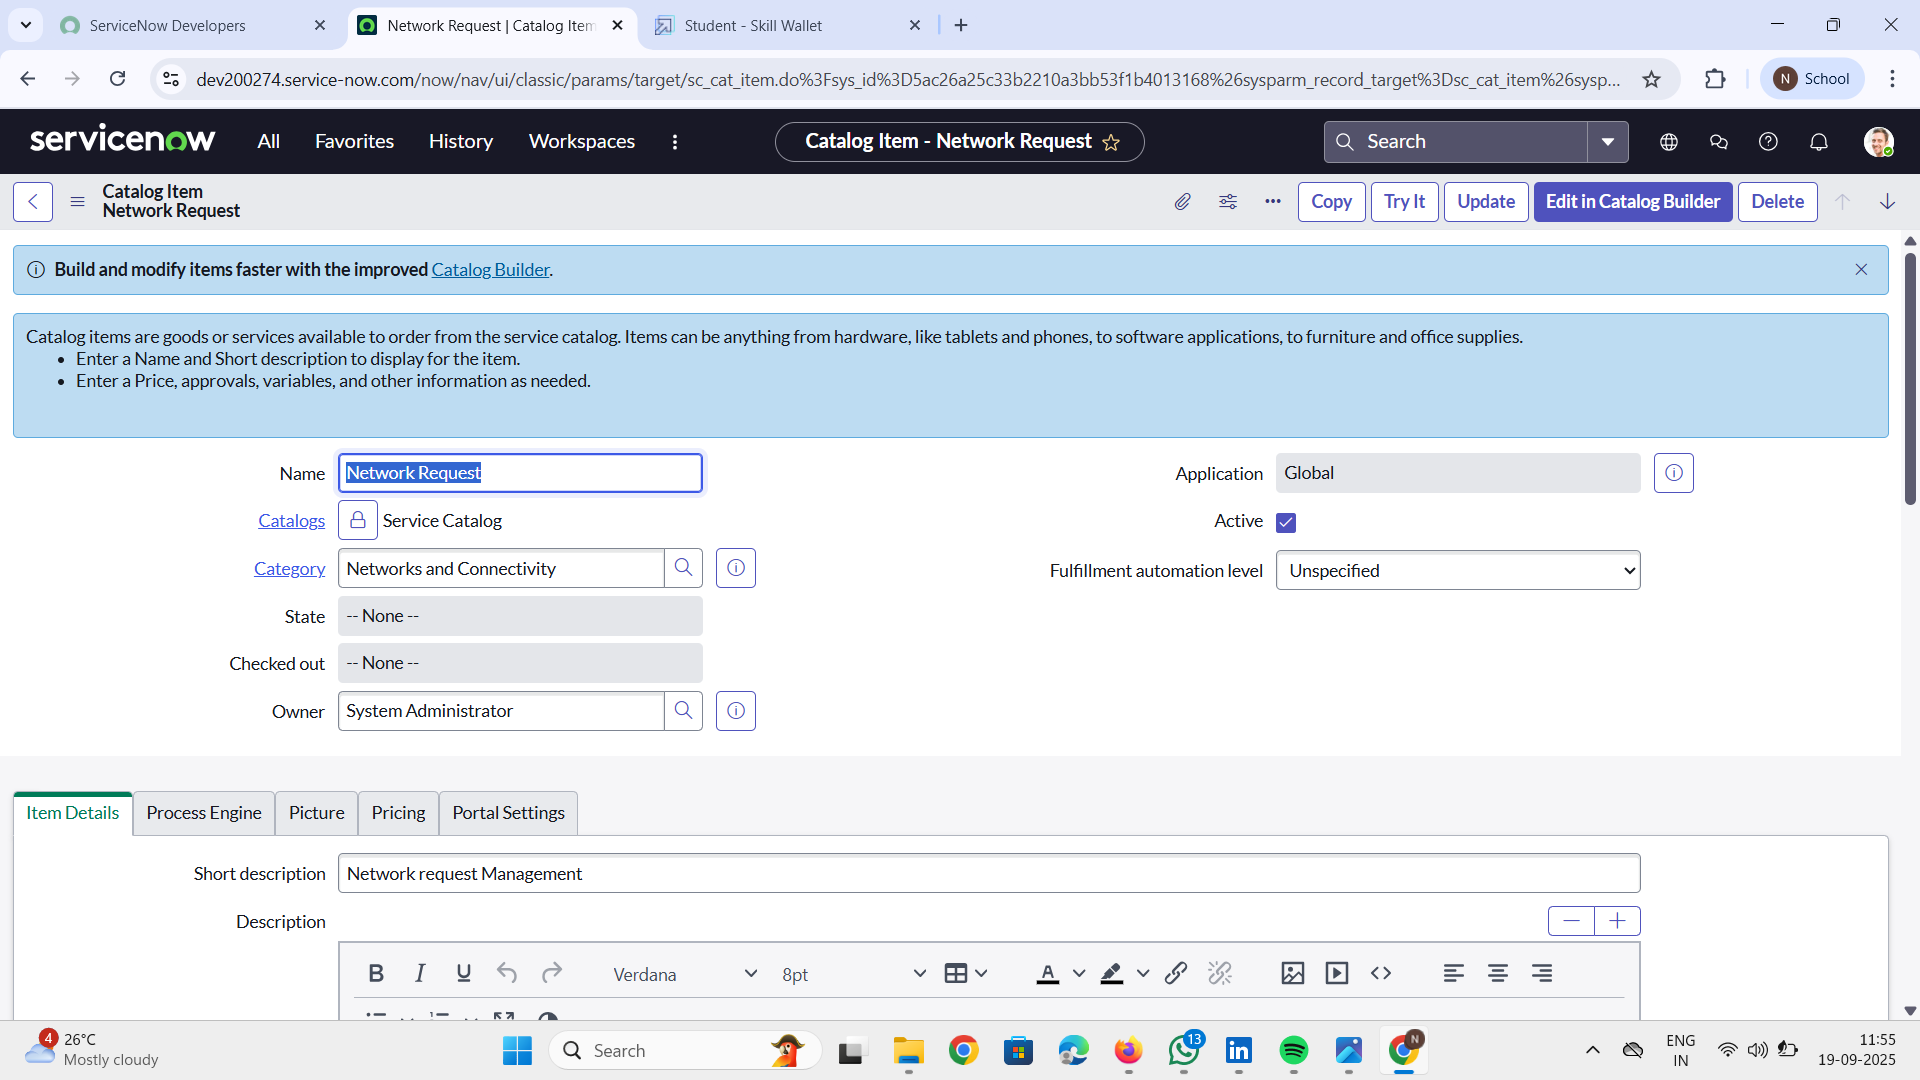 ServiceNow Developers
Network Request | Catalog Item
Student - Skill Wallet
dev200274.service-now.com/now/nav/ui/classic/params/target/sc_cat_item.do%3Fsys_id%3D5ac26a25c33b2210a3bb53f1b4013168%26sysparm_record_target%3Dsc_cat_item%26sysp...
N School
servicenow
All Favorites History Workspaces
Catalog Item - Network Request
Search
Catalog Item
Network Request
Copy Try It Update Edit in Catalog Builder Delete
Build and modify items faster with the improved Catalog Builder.
Catalog items are goods or services available to order from the service catalog. Items can be anything from hardware, like tablets and phones, to software applications, to furniture and office supplies.
• Enter a Name and Short description to display for the item.
• Enter a Price, approvals, variables, and other information as needed.
Name Network Request
Application Global
Catalogs Service Catalog
Active
Category Networks and Connectivity
Fulfillment automation level Unspecified
State -- None --
Checked out -- None --
Owner System Administrator
Item Details Process Engine Picture Pricing Portal Settings
Short description Network request Management
Description
B I U Verdana 8pt A
4 26°C
Mostly cloudy
Search
13
N
ENG
IN
11:55
19-09-2025